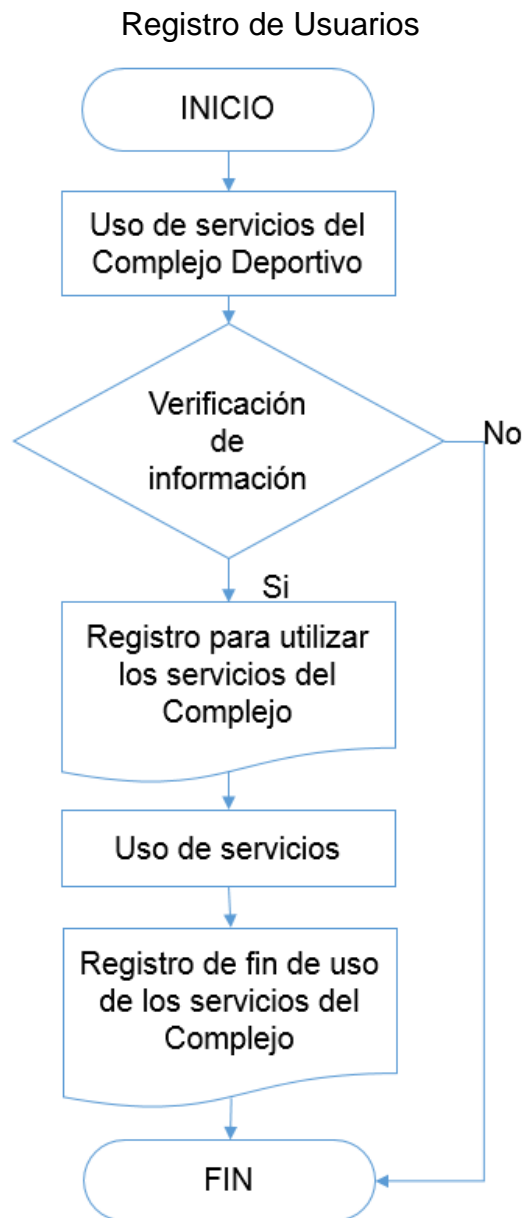 Registro de Usuarios
INICIO
Uso de servicios del
Complejo Deportivo
Verificación
de
información
No
Si
Registro para utilizar
los servicios del
Complejo
Uso de servicios
Registro de fin de uso
de los servicios del
Complejo
FIN